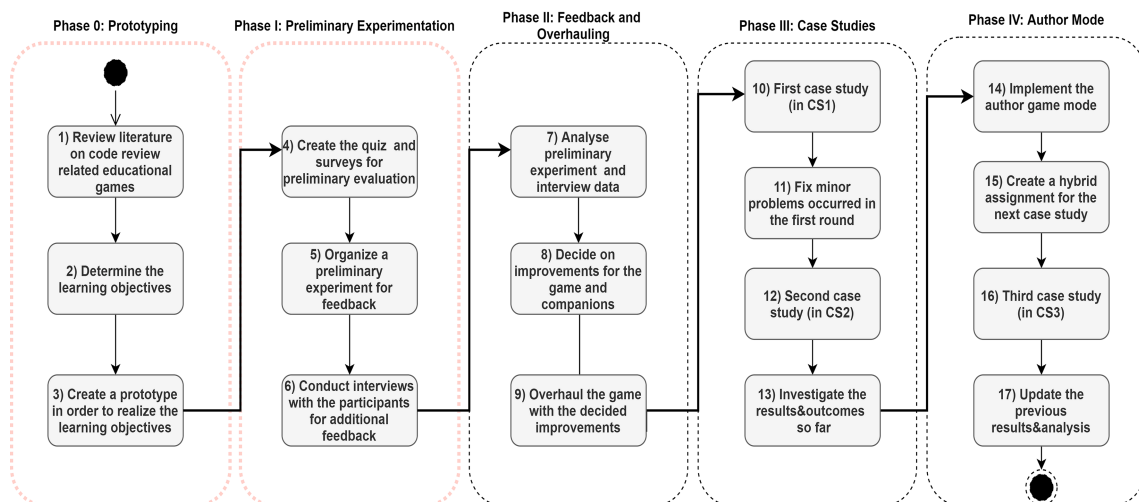 Phase 0: Prototyping
1) Review literature
on code review
related educational
games
2) Determine the
learning objectives
3) Create a prototype
in order to realize the
learning objectives
Phase I: Preliminary Experimentation
4) Create the quiz and
surveys for
preliminary evaluation
5) Organize a
preliminary
experiment for
feedback
6) Conduct interviews
with the participants
for additional
feedback
Phase II: Feedback and
Overhauling
7) Analyse
preliminary
experiment and
interview data
8) Decide on
improvements for the
game and
companions
9) Overhaul the game
with the decided
improvements
Phase III: Case Studies
10) First case study
(in CS1)
11) Fix minor
problems occurred in
the first round
12) Second case
study (in CS2)
13) Investigate the
results&outcomes
so far
Phase IV: Author Mode
14) Implement the
author game mode
15) Create a hybrid
assignment for the
next case study
16) Third case study
(in CS3)
17) Update the
previous
results&analysis